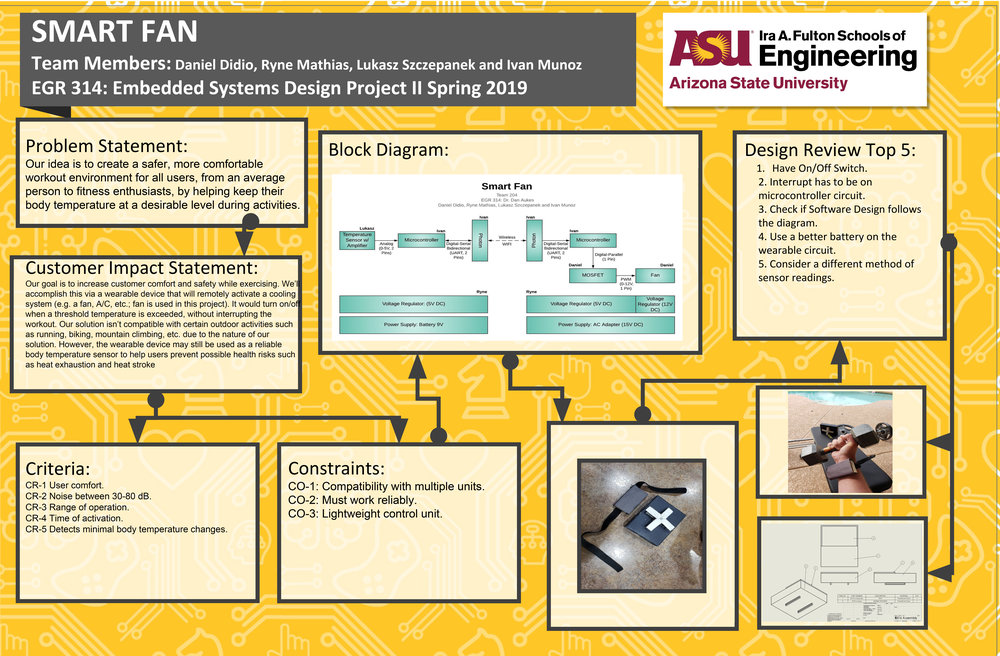 SMART FAN
Team Members: Daniel Didio, Ryne Mathias, Lukasz Szczepanek and Ivan Munoz
EGR 314: Embedded Systems Design Project II Spring 2019
ASU Ira A. Fulton Schools of
Engineering
Arizona State University
Problem Statement:
Our idea is to create a safer, more comfortable
workout environment for all users, from an average
person to fitness enthusiasts, by helping keep their
body temperature at a desirable level during activities.
Customer Impact Statement:
Our goal is to increase customer comfort and safety while exercising. We'll
accomplish this via a wearable device that will remotely activate a cooling
system (e.g. a fan, A/C, etc.; fan is used in this project). It would turn on/off
when a threshold temperature is exceeded, without interrupting the
workout. Our solution isn't compatible with certain outdoor activities such
as running, biking, mountain climbing, etc. due to the nature of our
solution. However, the wearable device may still be used as a reliable
body temperature sensor to help users prevent possible health risks such
as heat exhaustion and heat stroke
Criteria:
CR-1 User comfort.
CR-2 Noise between 30-80 dB.
CR-3 Range of operation.
CR-4 Time of activation.
CR-5 Detects minimal body temperature changes.
Constraints:
CO-1: Compatibility with multiple units.
CO-2: Must work reliably.
CO-3: Lightweight control unit.
Block Diagram:
Smart Fan
Team 204
EGR 314: Dr. Dan Aukes
Daniel Didio, Ryne Mathias, Lukasz Szczepanek and Ivan Munoz
Lukasz
Temperature
Sensor w/
Amplifier
Analog
(0-5V, 2
Pins)
Ivan
Microcontroller
Digital-Serial
Bidirectional
(UART, 2
Pins)
Ivan
Photon
Wireless
WiFi
Ivan
Photon
Digital-Serial
Bidirectional
(UART, 2
Pins)
Ivan
Microcontroller
Digital-Parallel
(1 Pin)
Daniel
MOSFET
PWM
(0-12V,
1 Pin)
Daniel
Fan
Ryne
Voltage Regulator: (5V DC)
Power Supply: Battery 9V
Ryne
Voltage Regulator (5V DC)
Voltage
Regulator (12V
DC)
Power Supply: AC Adapter (15V DC)
Design Review Top 5:
1. Have On/Off Switch.
2. Interrupt has to be on
microcontroller circuit.
3. Check if Software Design follows
the diagram.
4. Use a better battery on the
wearable circuit.
5. Consider a different method of
sensor readings.